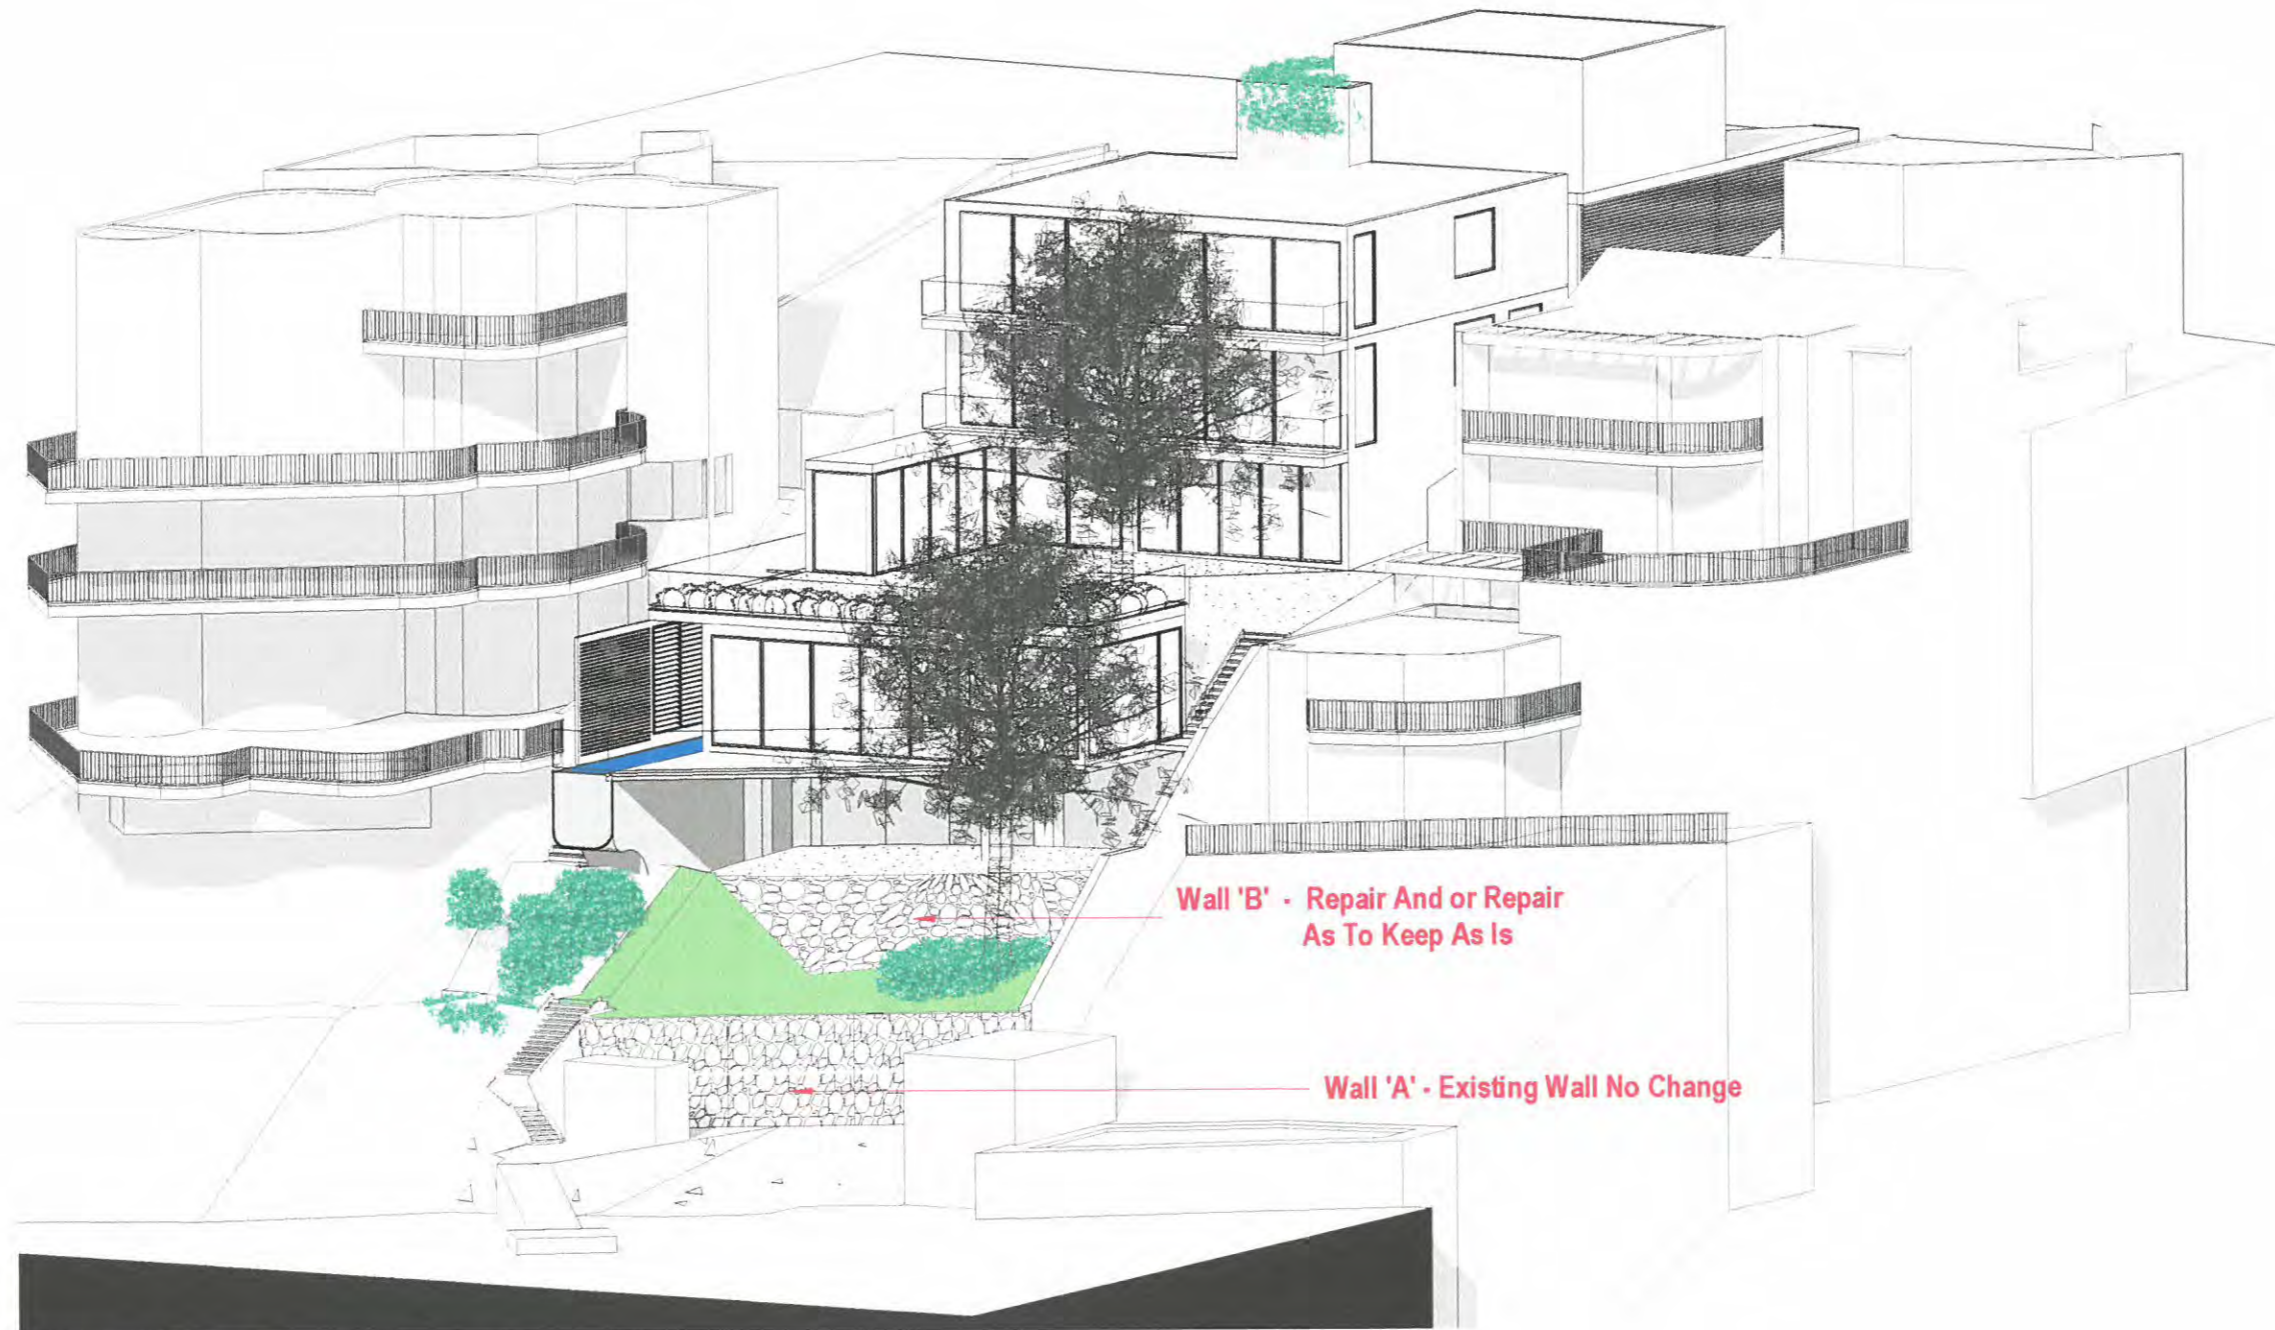 Wall 'B' - Repair And or Repair
As To Keep As Is
Wall 'A' - Existing Wall No Change